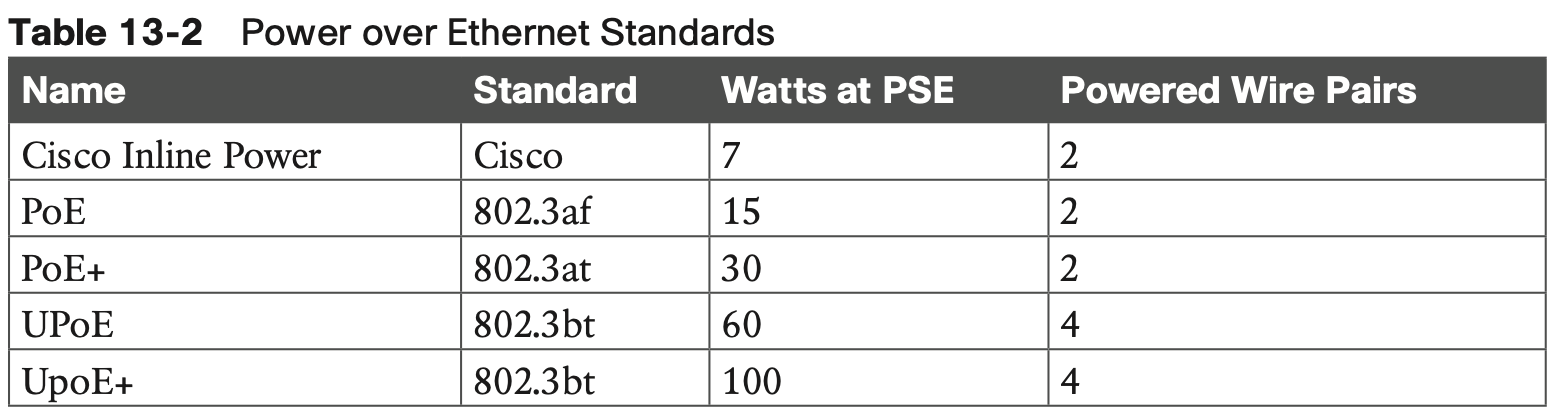 Table 13-2 Power over Ethernet Standards
Name Standard Watts at PSE Powered Wire Pairs
Cisco Inline Power Cisco 7 2
PoE 802.3af 15 2
PoE+ 802.3at 30 2
UPoE 802.3bt 60 4
UpoE+ 802.3bt 100 4